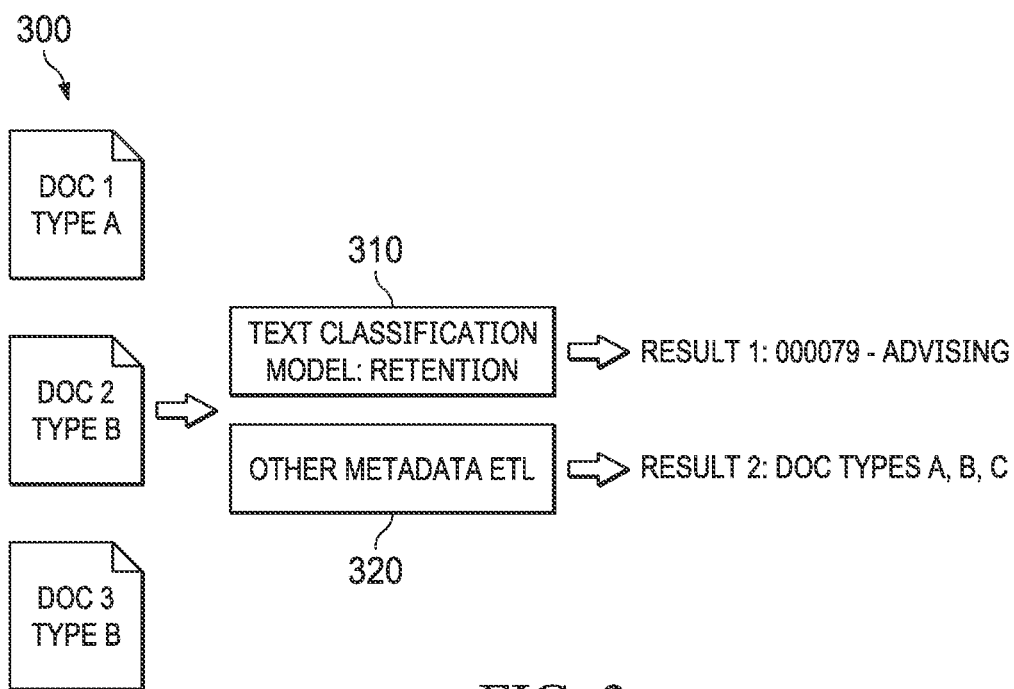 300
DOC 1
TYPE A
310
TEXT CLASSIFICATION
MODEL: RETENTION
RESULT 1: 000079 - ADVISING
DOC 2
TYPE B
OTHER METADATA ETL
RESULT 2: DOC TYPES A, B, C
320
DOC 3
TYPE B